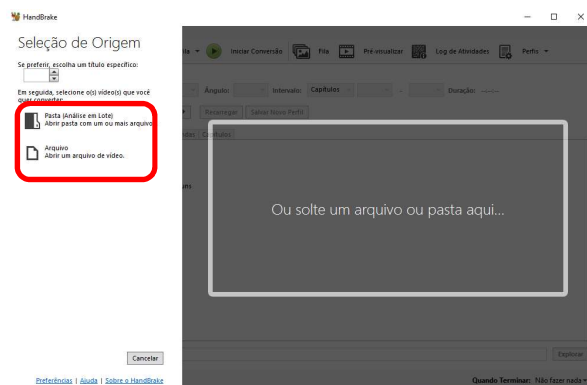 HandBrake
Seleção de Origem
Se preferir, escolha um título específico:
Em seguida, selecione o(s) vídeo(s) que você
quer converter:
Pasta (Análise em Lote)
Abrir pasta com um ou mais arquivo
Arquivo
Abrir um arquivo de vídeo.
Cancelar
Preferências | Ajuda | Sobre o HandBrake
Iniciar Conversão Fila Pré-visualizar Log de Atividades Perfis
Ângulo: Intervalo: Capítulos - Duração: --:--:--
Recarregar Salvar Novo Perfil
Capítulos
Ou solte um arquivo ou pasta aqui...
Explorar
Quando Terminar: Não fazer nada